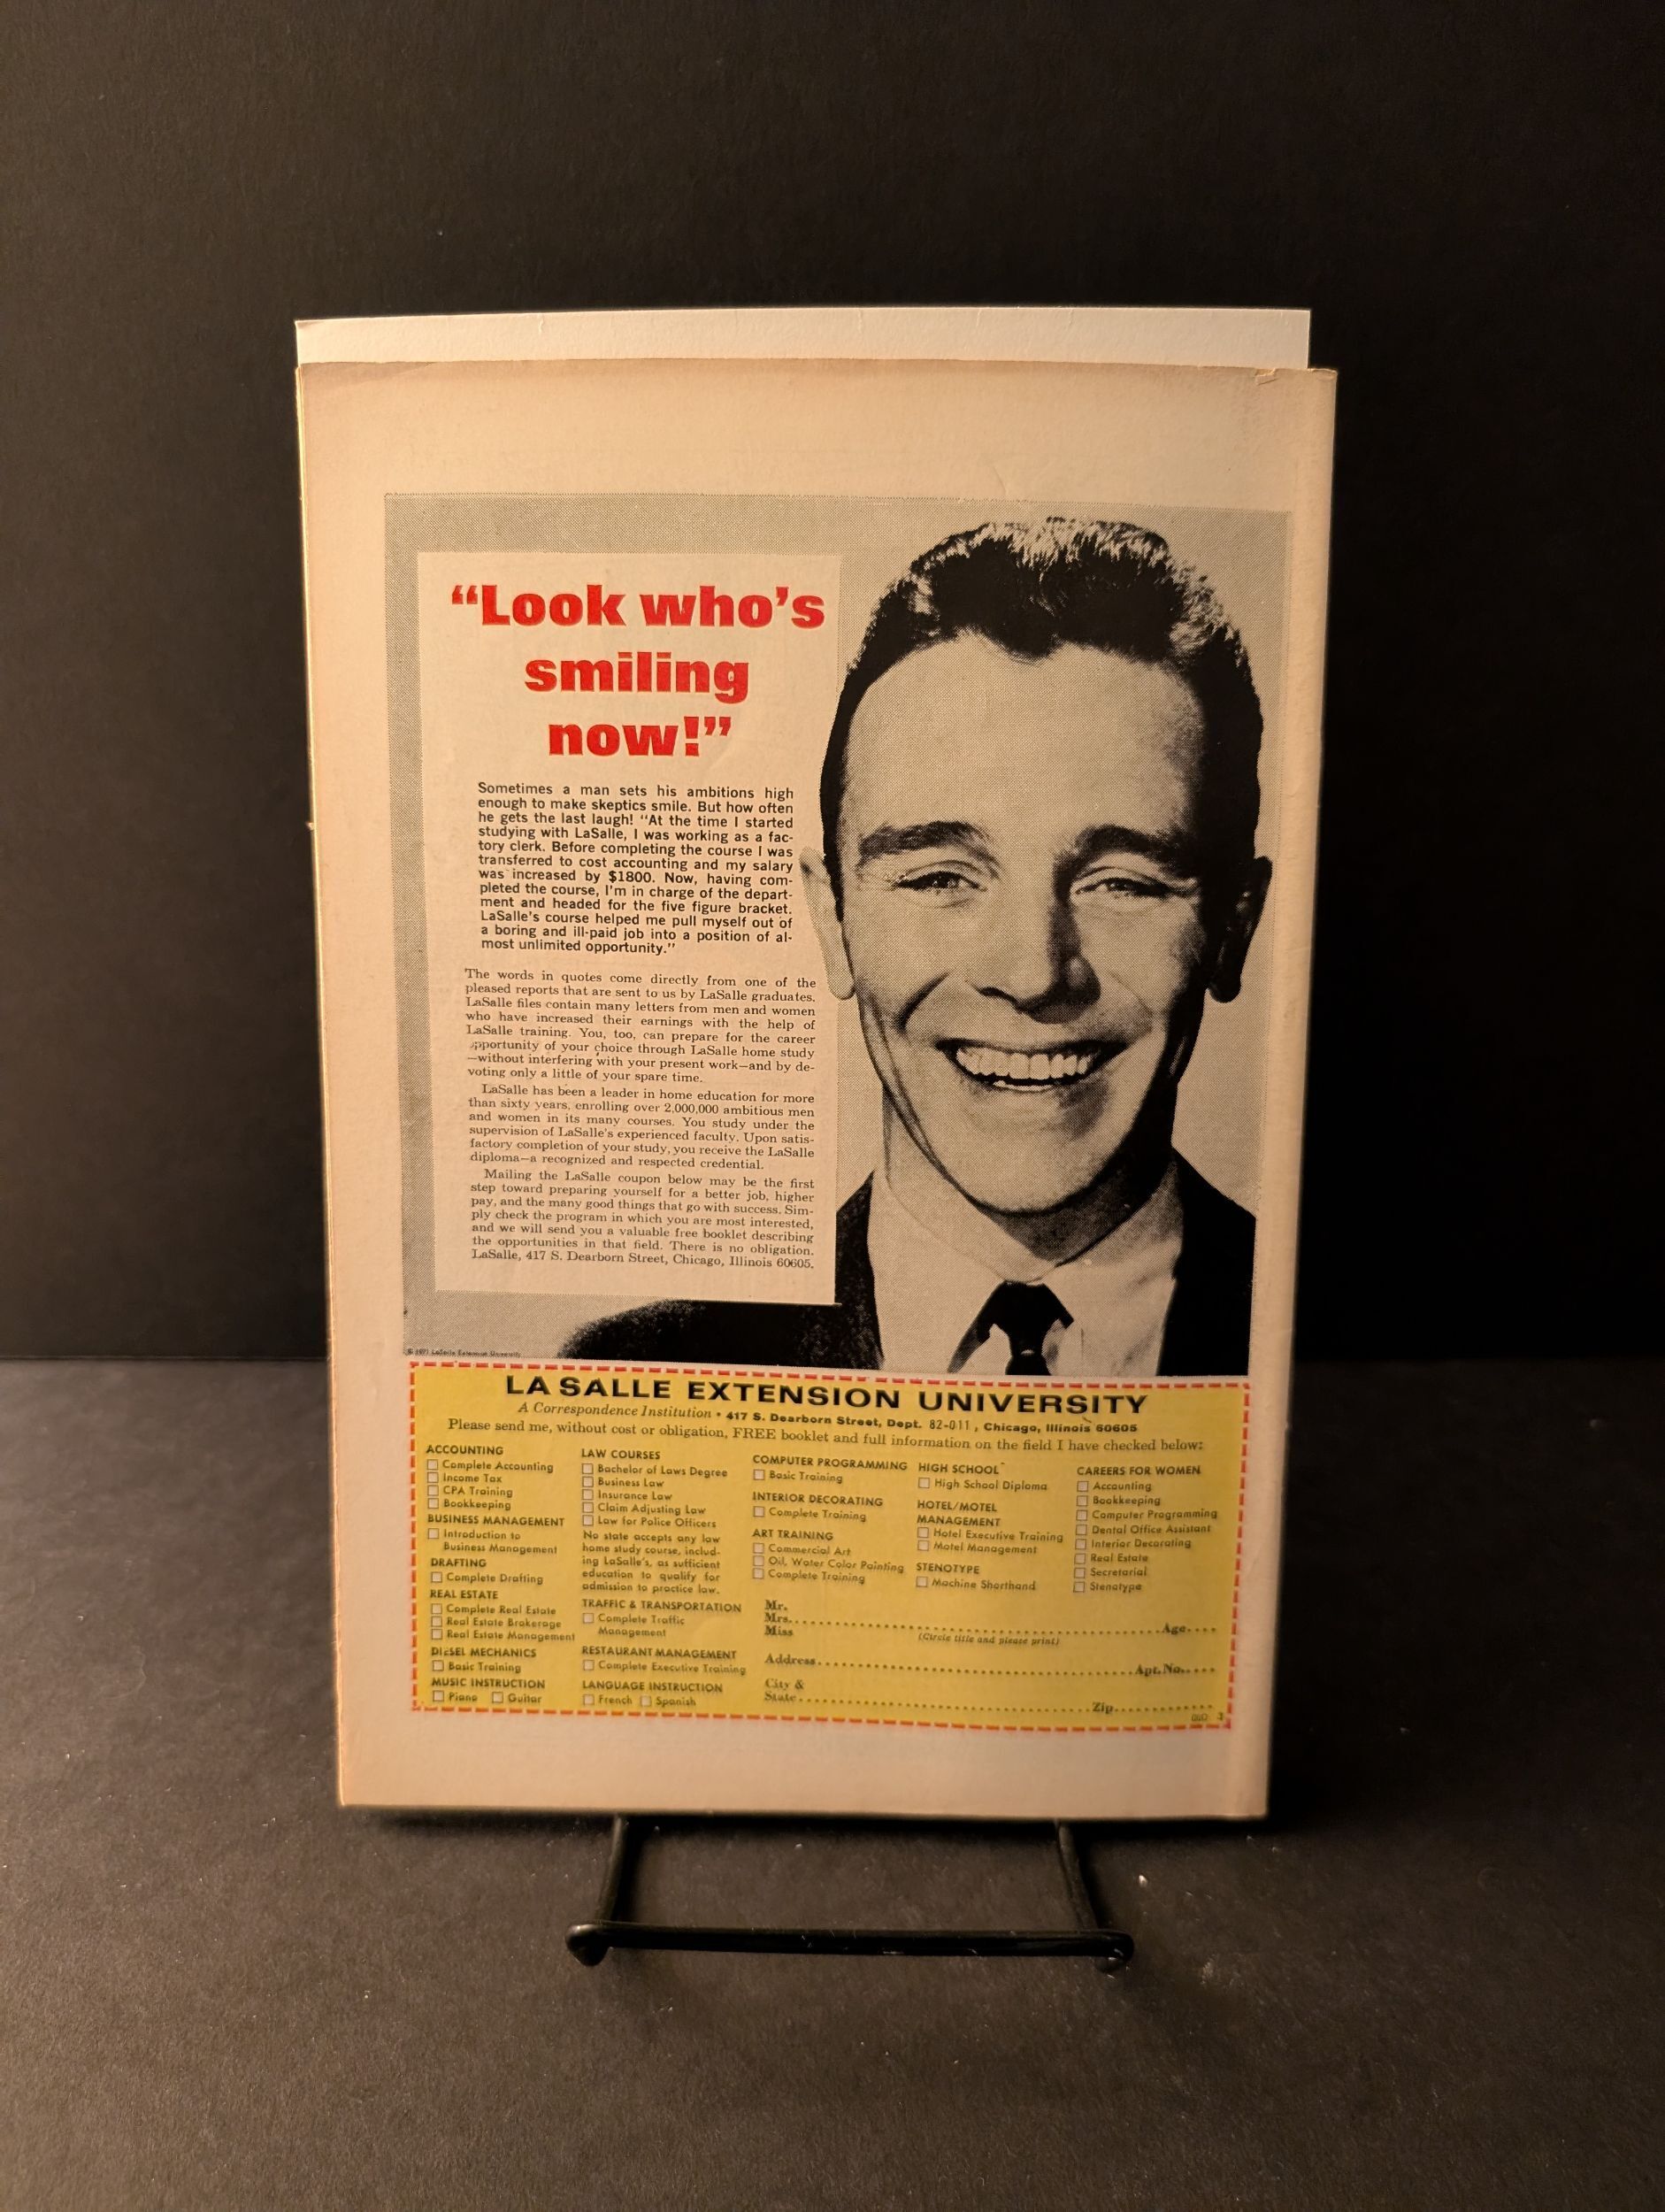 “Look who’s
smiling
now!”
Sometimes a man sets his ambitions high
enough to make skeptics smile. But how often
he gets the last laugh! “At the time I started
studying with LaSalle, I was working as a fac-
tory clerk. Before completing the course I was
transferred to cost accounting and my salary
was increased by $1800. Now, having com-
pleted the course, I’m in charge of the depart-
ment and headed for the five figure bracket.
LaSalle’s course helped me pull myself out of
a boring and ill-paid job into a position of al-
most unlimited opportunity.”
The words in quotes come directly from one of the
pleased reports that are sent to us by LaSalle graduates.
LaSalle files contain many letters from men and women
who have increased their earnings with the help of
LaSalle training. You, too, can prepare for the career
opportunity of your choice through LaSalle home study
—without interfering with your present work—and by de-
voting only a little of your spare time.
LaSalle has been a leader in home education for more
than sixty years, enrolling over 2,000,000 ambitious men
and women in its many courses. You study under the
supervision of LaSalle’s experienced faculty. Upon satis-
factory completion of your study, you receive the LaSalle
diploma—a recognized and respected credential.
Mailing the LaSalle coupon below may be the first
step toward preparing yourself for a better job, higher
pay, and the many good things that go with success. Sim-
ply check the program in which you are most interested,
and we will send you a valuable free booklet describing
the opportunities in that field. There is no obligation.
LaSalle, 417 S. Dearborn Street, Chicago, Illinois 60605.
© 1971 LaSalle Extension University
LA SALLE EXTENSION UNIVERSITY
A Correspondence Institution • 417 S. Dearborn Street, Dept. 82-011, Chicago, Illinois 60605
Please send me, without cost or obligation, FREE booklet and full information on the field I have checked below:
ACCOUNTING
Complete Accounting
Income Tax
CPA Training
Bookkeeping
BUSINESS MANAGEMENT
Introduction to
Business Management
DRAFTING
Complete Drafting
REAL ESTATE
Complete Real Estate
Real Estate Brokerage
Real Estate Management
DIESEL MECHANICS
Basic Training
MUSIC INSTRUCTION
Piano Guitar
LAW COURSES
Bachelor of Laws Degree
Business Law
Insurance Law
Claim Adjusting Law
Law for Police Officers
No state accepts any law
home study course, includ-
ing LaSalle’s, as sufficient
education to qualify for
admission to practice law.
TRAFFIC & TRANSPORTATION
Complete Traffic
Management
RESTAURANT MANAGEMENT
Complete Executive Training
LANGUAGE INSTRUCTION
French Spanish
COMPUTER PROGRAMMING
Basic Training
INTERIOR DECORATING
Complete Training
ART TRAINING
Commercial Art
Oil, Water Color Painting
Complete Training
HIGH SCHOOL
High School Diploma
HOTEL/MOTEL
MANAGEMENT
Hotel Executive Training
Motel Management
STENOTYPE
Machine Shorthand
CAREERS FOR WOMEN
Accounting
Bookkeeping
Computer Programming
Dental Office Assistant
Interior Decorating
Real Estate
Secretarial
Stenotype
Mr.
Mrs. Age
Miss (Circle title and please print)
Address Apt. No.
City &
State Zip